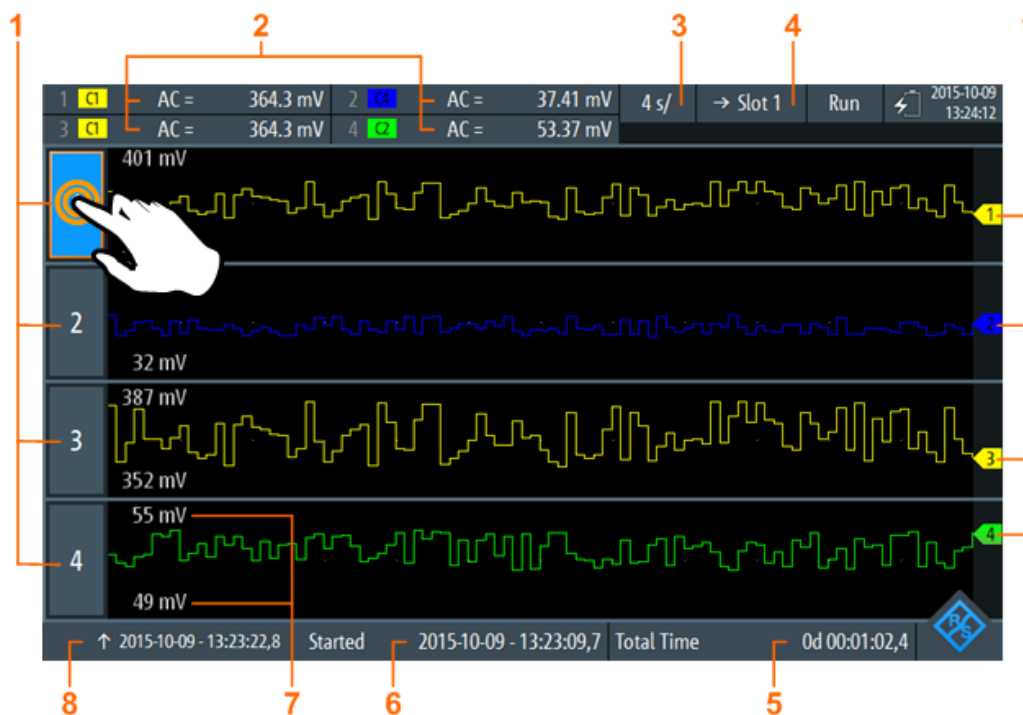 1 2 3 4
1 C1 AC = 364.3 mV 2 C4 AC = 37.41 mV 4 s/ → Slot 1 Run 2015-10-09
3 C1 AC = 364.3 mV 4 C2 AC = 53.37 mV 13:24:12
401 mV
1
2 2
32 mV
387 mV
3 3
352 mV
55 mV
4 4
49 mV
↑ 2015-10-09 - 13:23:22,8 Started 2015-10-09 - 13:23:09,7 Total Time 0d 00:01:02,4 R&S
8 7 6 5